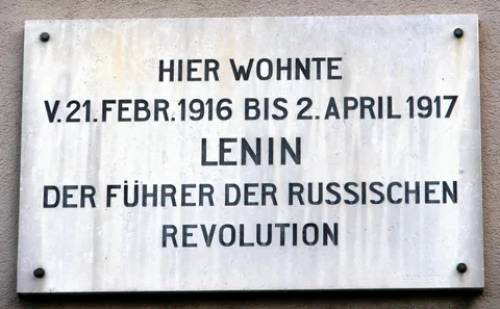 HIER WOHNTE
V.21.FEBR.1916 BIS 2.APRIL 1917
LENIN
DER FÜHRER DER RUSSISCHEN
REVOLUTION